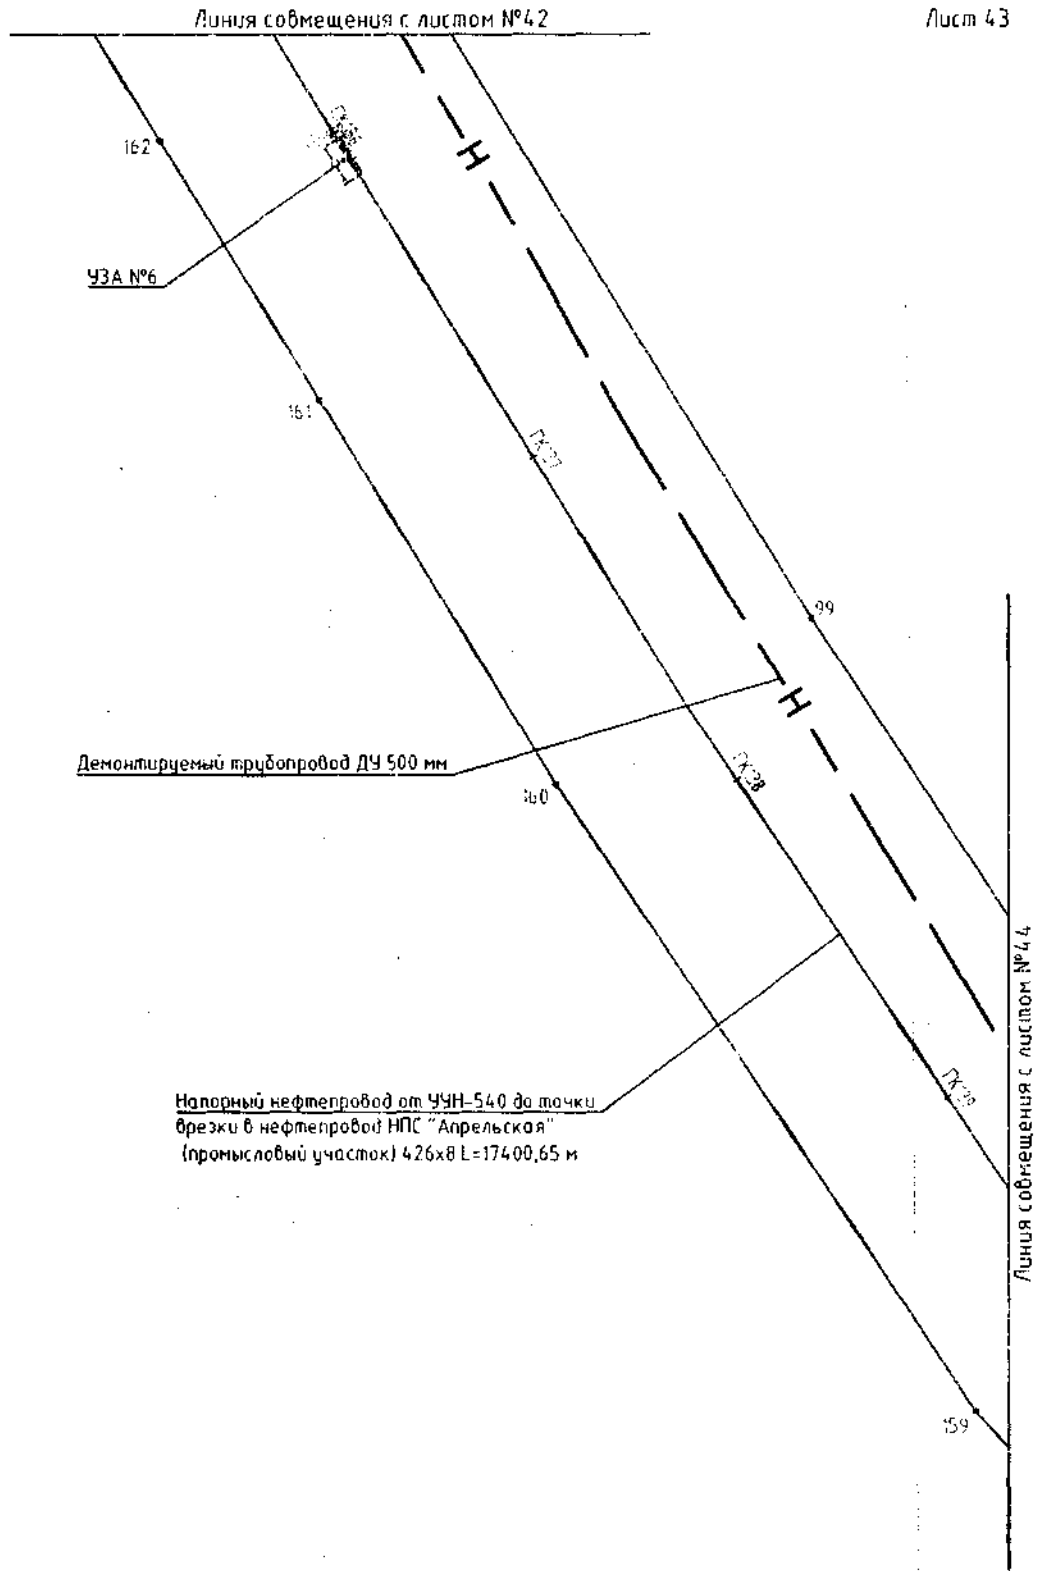 Линия совмещения с листом №42
Лист 43
162
УЗА №6
161
ПК27
99
Демонтируемый трубопровод ДУ 500 мм
ПК28
160
Линия совмещения с листом №44
Напорный нефтепровод от УУН-540 до точки
врезки в нефтепровод НПС "Апрельская"
(промысловый участок) 426х8 L=17400,65 м
ПК29
159
Н
Н